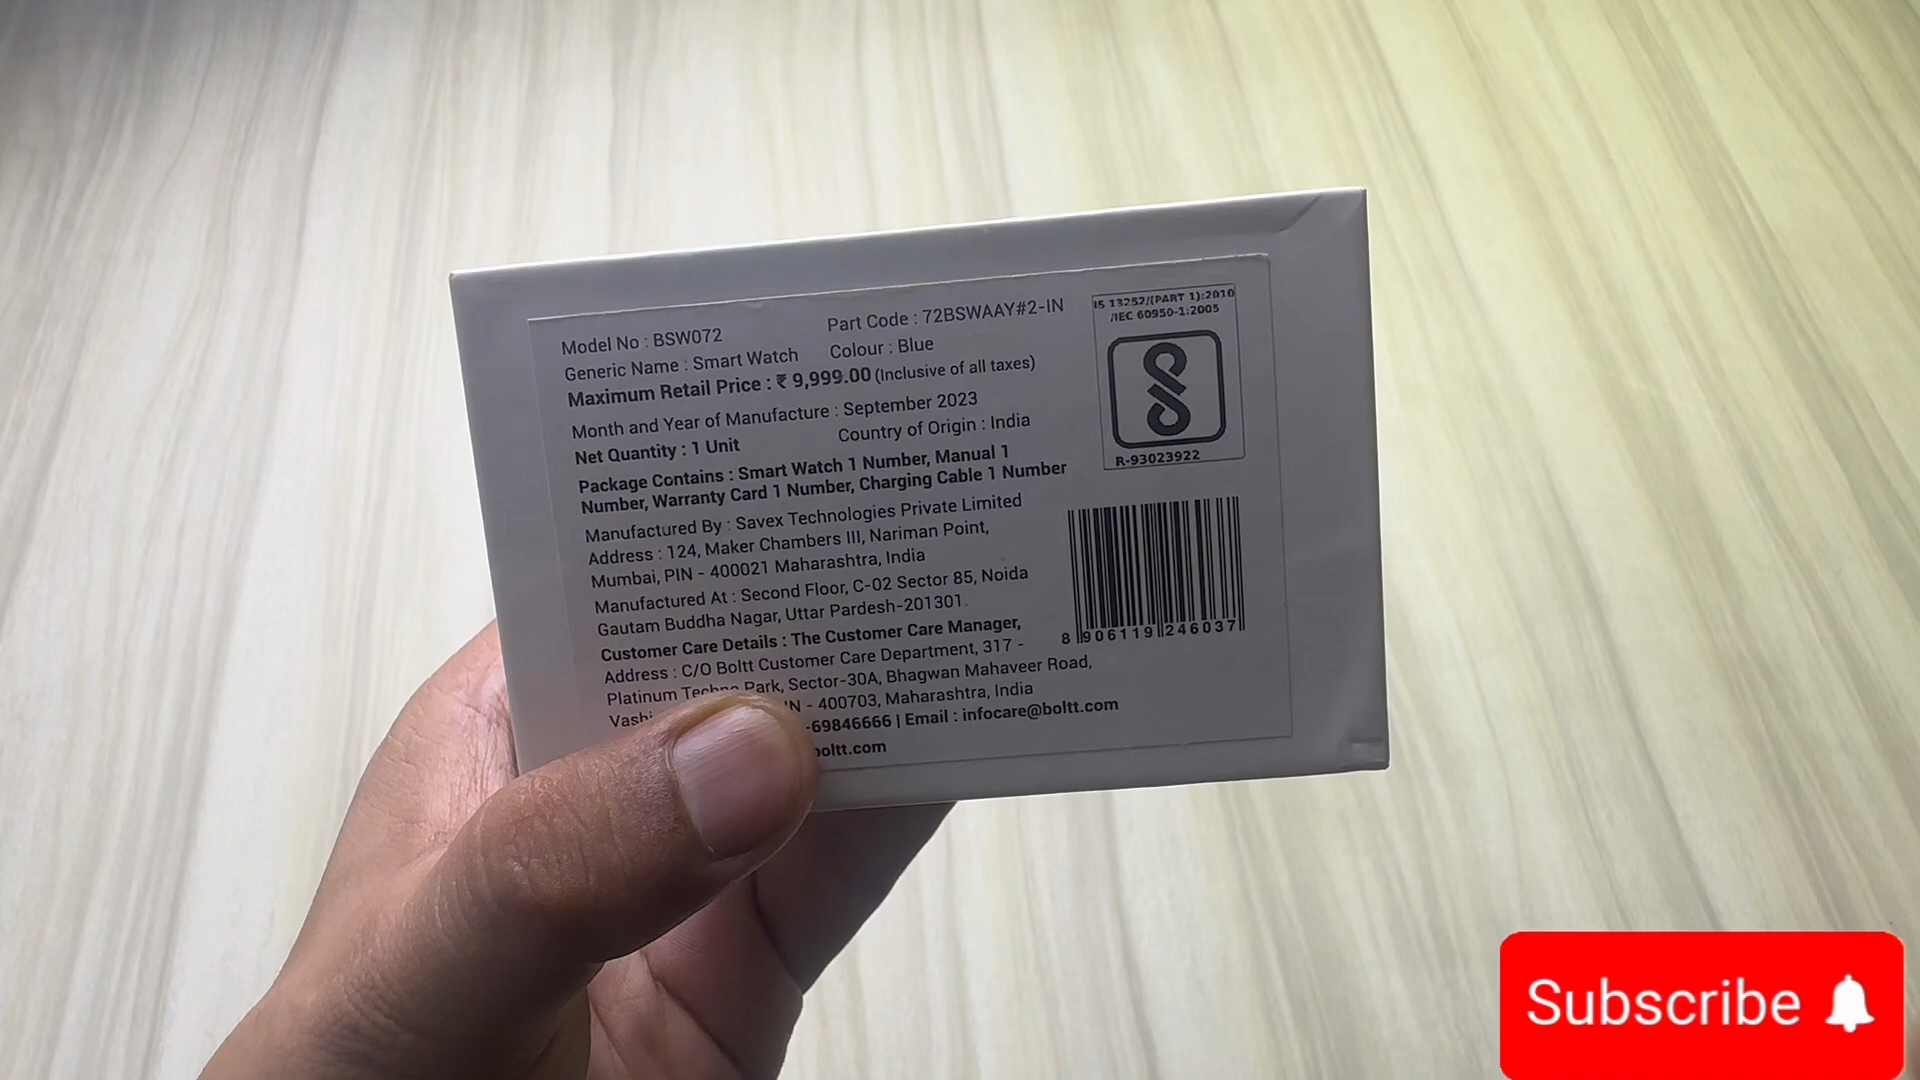 Model No : BSW072 Part Code : 72BSWAAY#2-IN
Generic Name : Smart Watch Colour : Blue
Maximum Retail Price : ₹ 9,999.00 (Inclusive of all taxes)
Month and Year of Manufacture : September 2023
Net Quantity : 1 Unit Country of Origin : India
Package Contains : Smart Watch 1 Number, Manual 1
Number, Warranty Card 1 Number, Charging Cable 1 Number
Manufactured By : Savex Technologies Private Limited
Address : 124, Maker Chambers III, Nariman Point,
Mumbai, PIN - 400021 Maharashtra, India
Manufactured At : Second Floor, C-02 Sector 85, Noida
Gautam Buddha Nagar, Uttar Pardesh-201301.
Customer Care Details : The Customer Care Manager,
Address : C/O Boltt Customer Care Department, 317 -
Platinum Techno Park, Sector-30A, Bhagwan Mahaveer Road,
Vashi - 400703, Maharashtra, India
-69846666 | Email : infocare@boltt.com
boltt.com
IS 13252/(PART 1):2010
/IEC 60950-1:2005
R-93023922
8 906119 246037
Subscribe